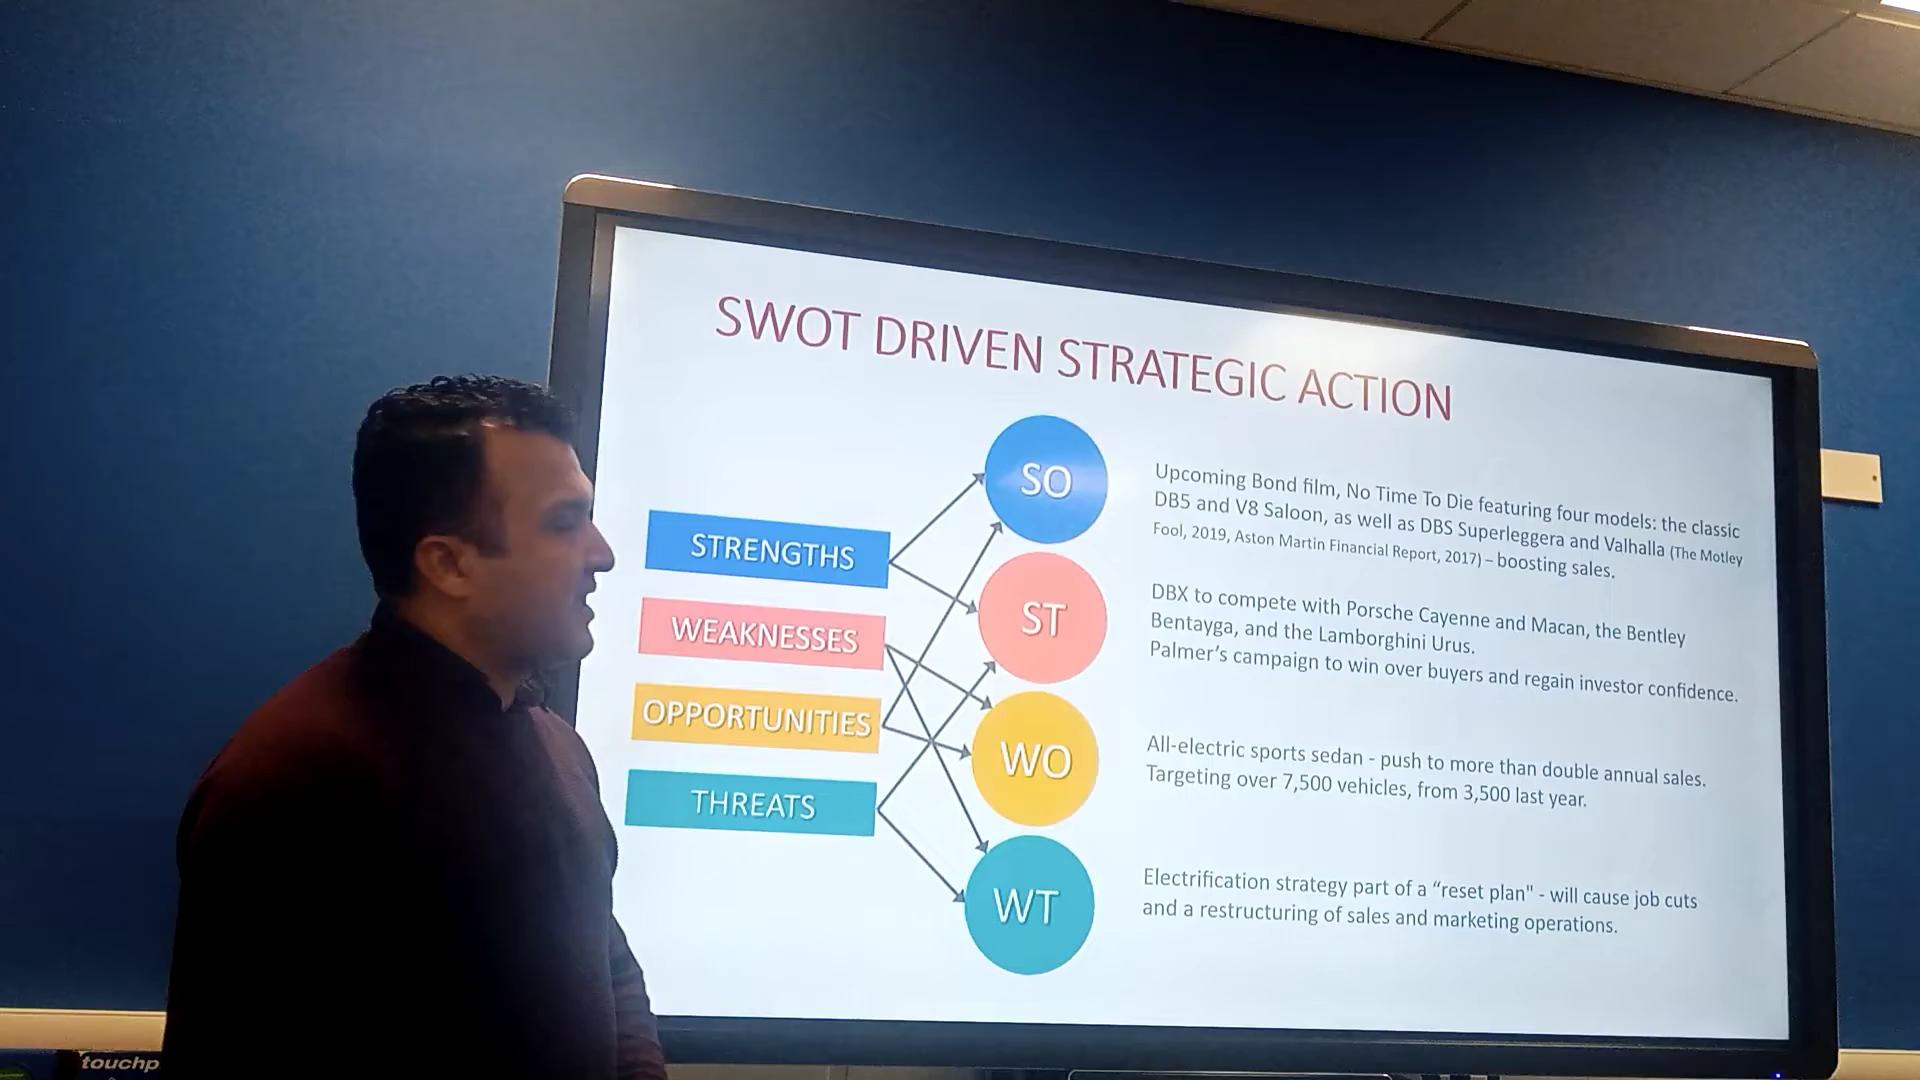 SWOT DRIVEN STRATEGIC ACTION
STRENGTHS
WEAKNESSES
OPPORTUNITIES
THREATS
SO
Upcoming Bond film, No Time To Die featuring four models: the classic
DB5 and V8 Saloon, as well as DBS Superleggera and Valhalla (The Motley
Fool, 2019, Aston Martin Financial Report, 2017) – boosting sales.
ST
DBX to compete with Porsche Cayenne and Macan, the Bentley
Bentayga, and the Lamborghini Urus.
Palmer's campaign to win over buyers and regain investor confidence.
WO
All-electric sports sedan - push to more than double annual sales.
Targeting over 7,500 vehicles, from 3,500 last year.
WT
Electrification strategy part of a “reset plan" - will cause job cuts
and a restructuring of sales and marketing operations.
touchp